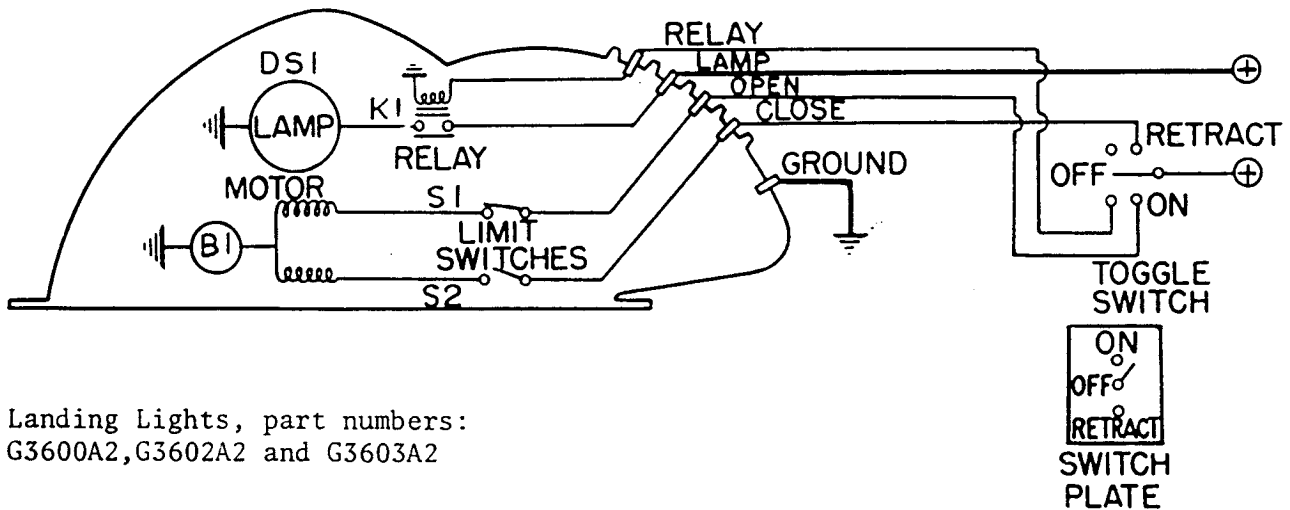 RELAY
LAMP
OPEN
CLOSE
DS1
LAMP
K1
RELAY
GROUND
RETRACT
OFF
ON
TOGGLE
SWITCH
MOTOR
S1
LIMIT
SWITCHES
B1
S2
ON
OFF
RETRACT
SWITCH
PLATE
Landing Lights, part numbers:
G3600A2,G3602A2 and G3603A2